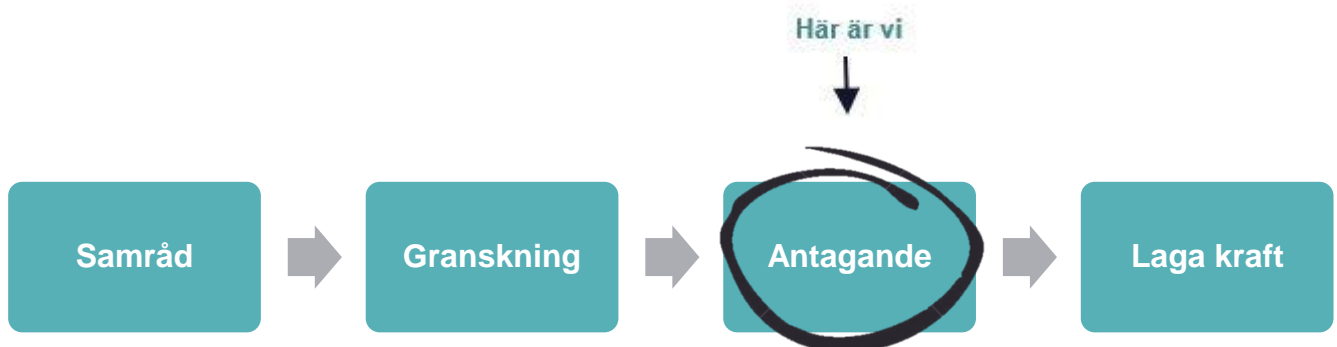 Här är vi
Samråd
Granskning
Antagande
Laga kraft